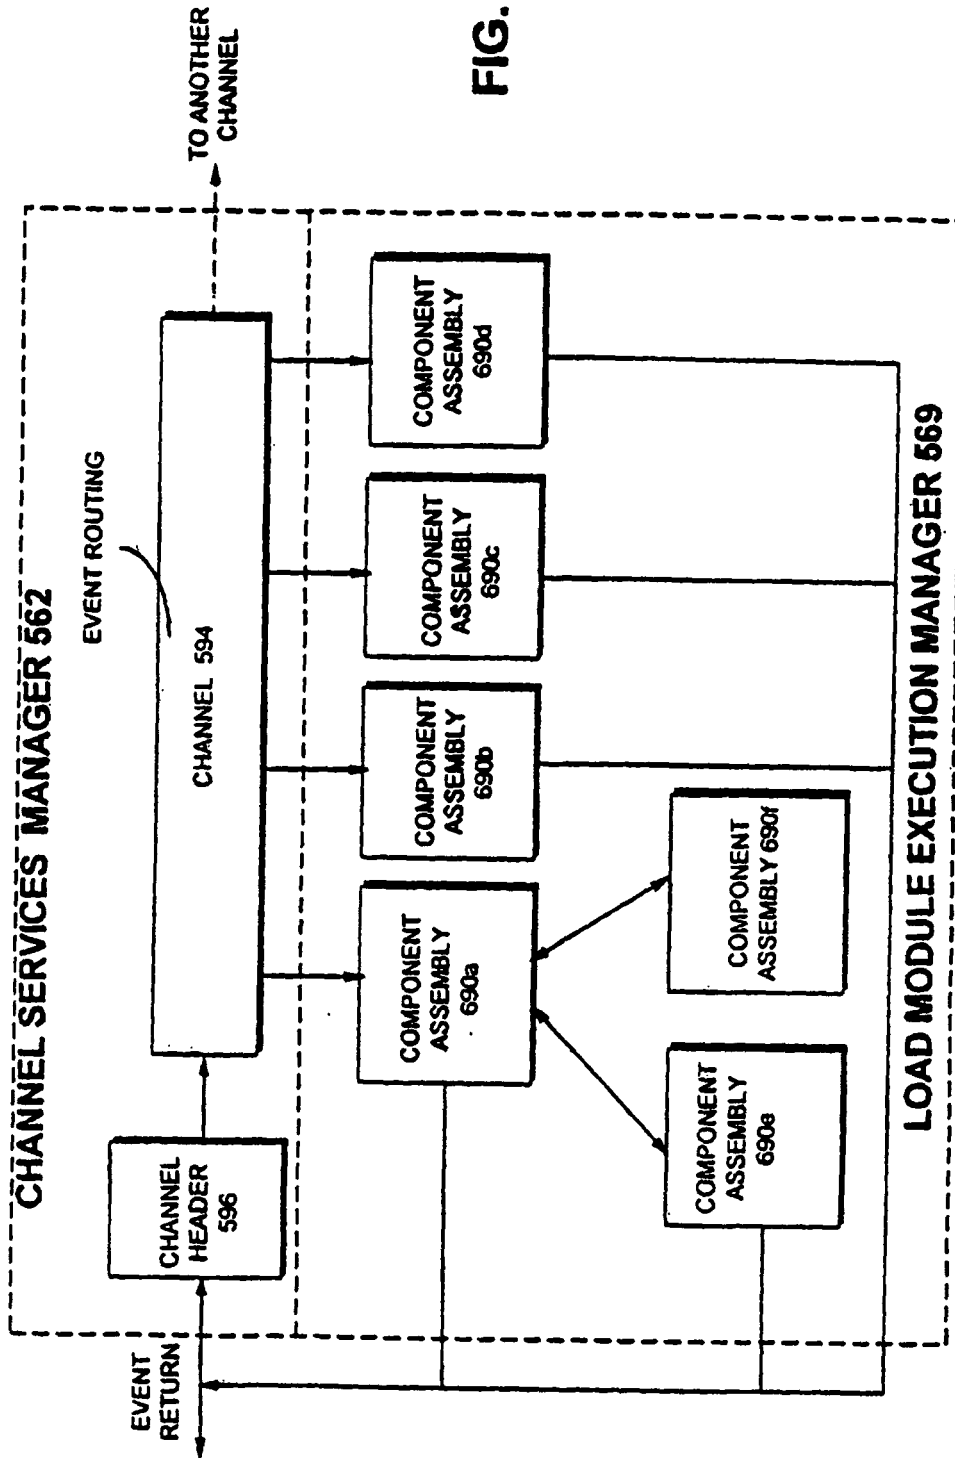 CHANNEL SERVICES MANAGER 562
EVENT ROUTING
TO ANOTHER
CHANNEL
EVENT
RETURN
CHANNEL
HEADER
596
CHANNEL 594
COMPONENT
ASSEMBLY
690a
COMPONENT
ASSEMBLY
690b
COMPONENT
ASSEMBLY
690c
COMPONENT
ASSEMBLY
690d
COMPONENT
ASSEMBLY
690e
COMPONENT
ASSEMBLY 690f
LOAD MODULE EXECUTION MANAGER 569
FIG.